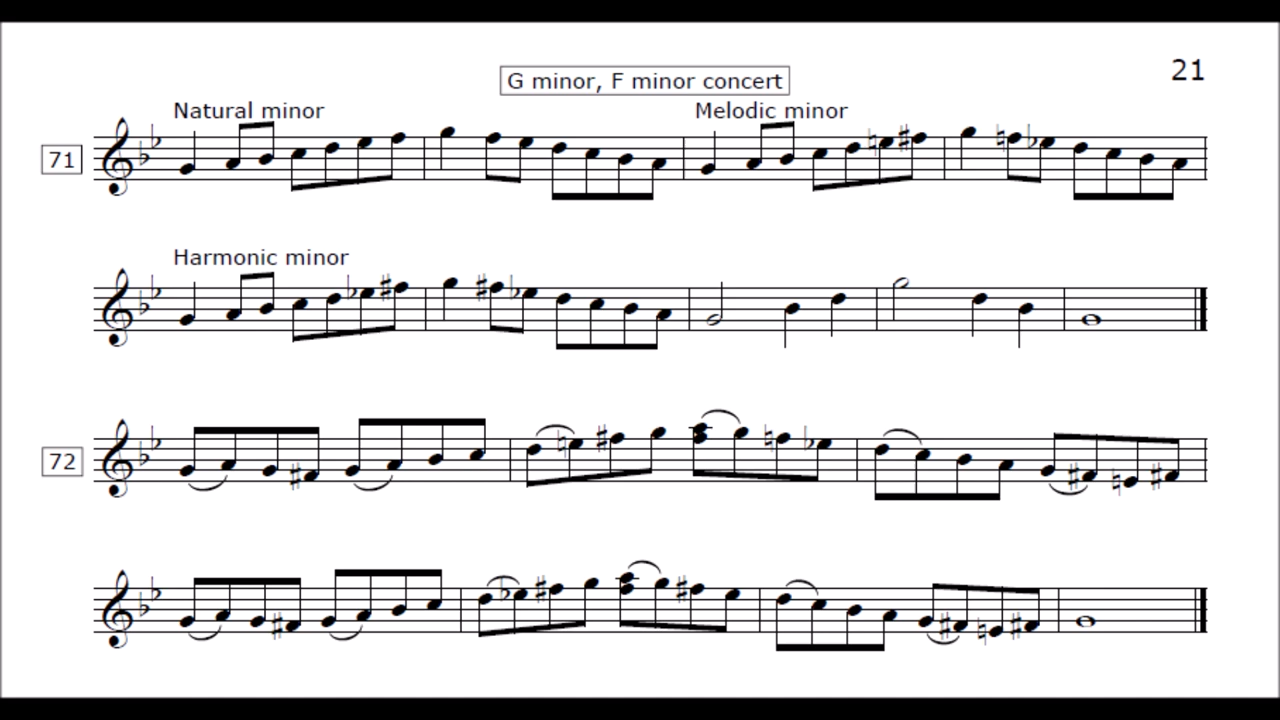 21
G minor, F minor concert
Natural minor
Melodic minor
71
Harmonic minor
72